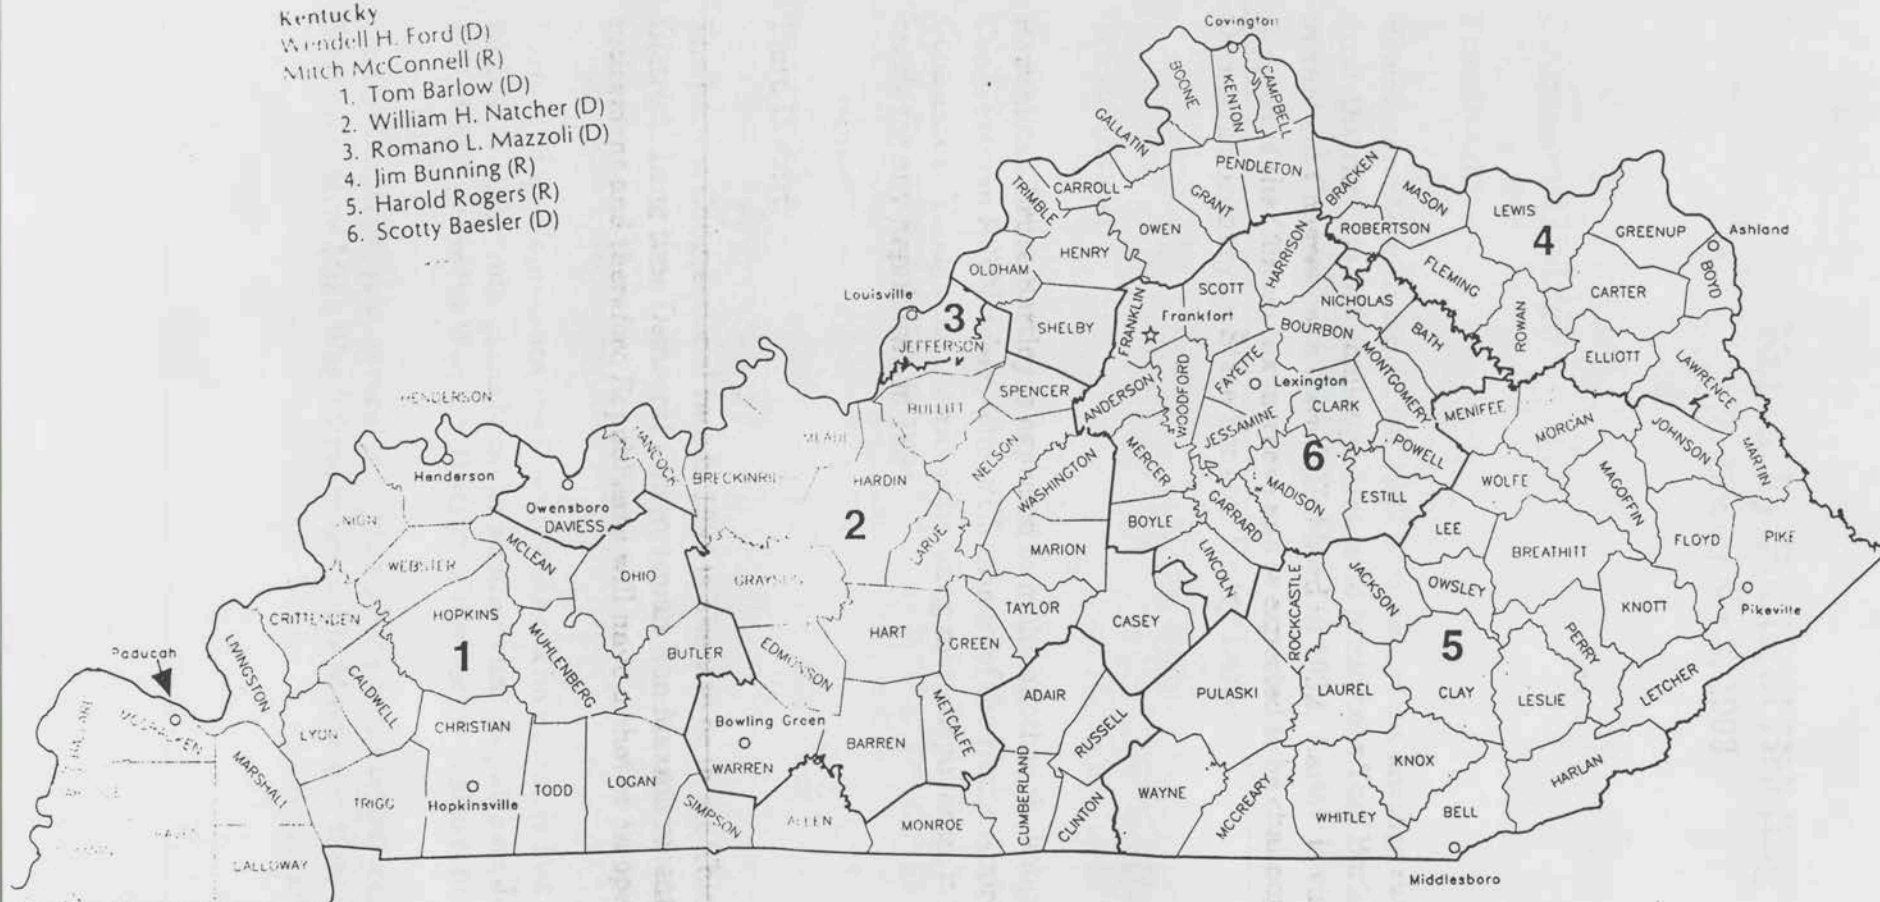 Kentucky
Wendell H. Ford (D)
Mitch McConnell (R)
1. Tom Barlow (D)
2. William H. Natcher (D)
3. Romano L. Mazzoli (D)
4. Jim Bunning (R)
5. Harold Rogers (R)
6. Scotty Baesler (D)
Covington
BOONE
KENTON
CAMPBELL
GALLATIN
PENDLETON
BRACKEN
MASON
TRIMBLE
CARROLL
GRANT
LEWIS
OWEN
ROBERTSON
4
GREENUP
Ashland
HENRY
HARRISON
FLEMING
BOYD
OLDHAM
SCOTT
NICHOLAS
CARTER
Louisville
3
SHELBY
FRANKLIN
Frankfort
BOURBON
BATH
ROWAN
JEFFERSON
ELLIOTT
FAYETTE
Lexington
MONTGOMERY
LAWRENCE
SPENCER
ANDERSON
WOODFORD
CLARK
MENIFEE
HENDERSON
BULLITT
JESSAMINE
MORGAN
JOHNSON
MEADE
NELSON
MERCER
6
POWELL
MARTIN
HANCOCK
Henderson
HARDIN
WASHINGTON
MADISON
ESTILL
WOLFE
MAGOFFIN
Owensboro
DAVIESS
2
GARRARD
BOYLE
LEE
FLOYD
PIKE
MCLEAN
LARUE
MARION
LINCOLN
BREATHITT
WEBSTER
OHIO
ROCKCASTLE
JACKSON
OWSLEY
KNOTT
Pikeville
CRITTENDEN
HOPKINS
TAYLOR
CASEY
HART
GREEN
PERRY
LIVINGSTON
1
MUHLENBERG
BUTLER
EDMONSON
5
Paducah
CALDWELL
ADAIR
PULASKI
LAUREL
CLAY
LESLIE
LETCHER
LYON
CHRISTIAN
Bowling Green
BARREN
METCALFE
RUSSELL
MARSHALL
WARREN
KNOX
HARLAN
TRIGG
Hopkinsville
TODD
LOGAN
SIMPSON
ALLEN
MONROE
CUMBERLAND
CLINTON
WAYNE
MCCREARY
WHITLEY
BELL
CALLOWAY
Middlesboro